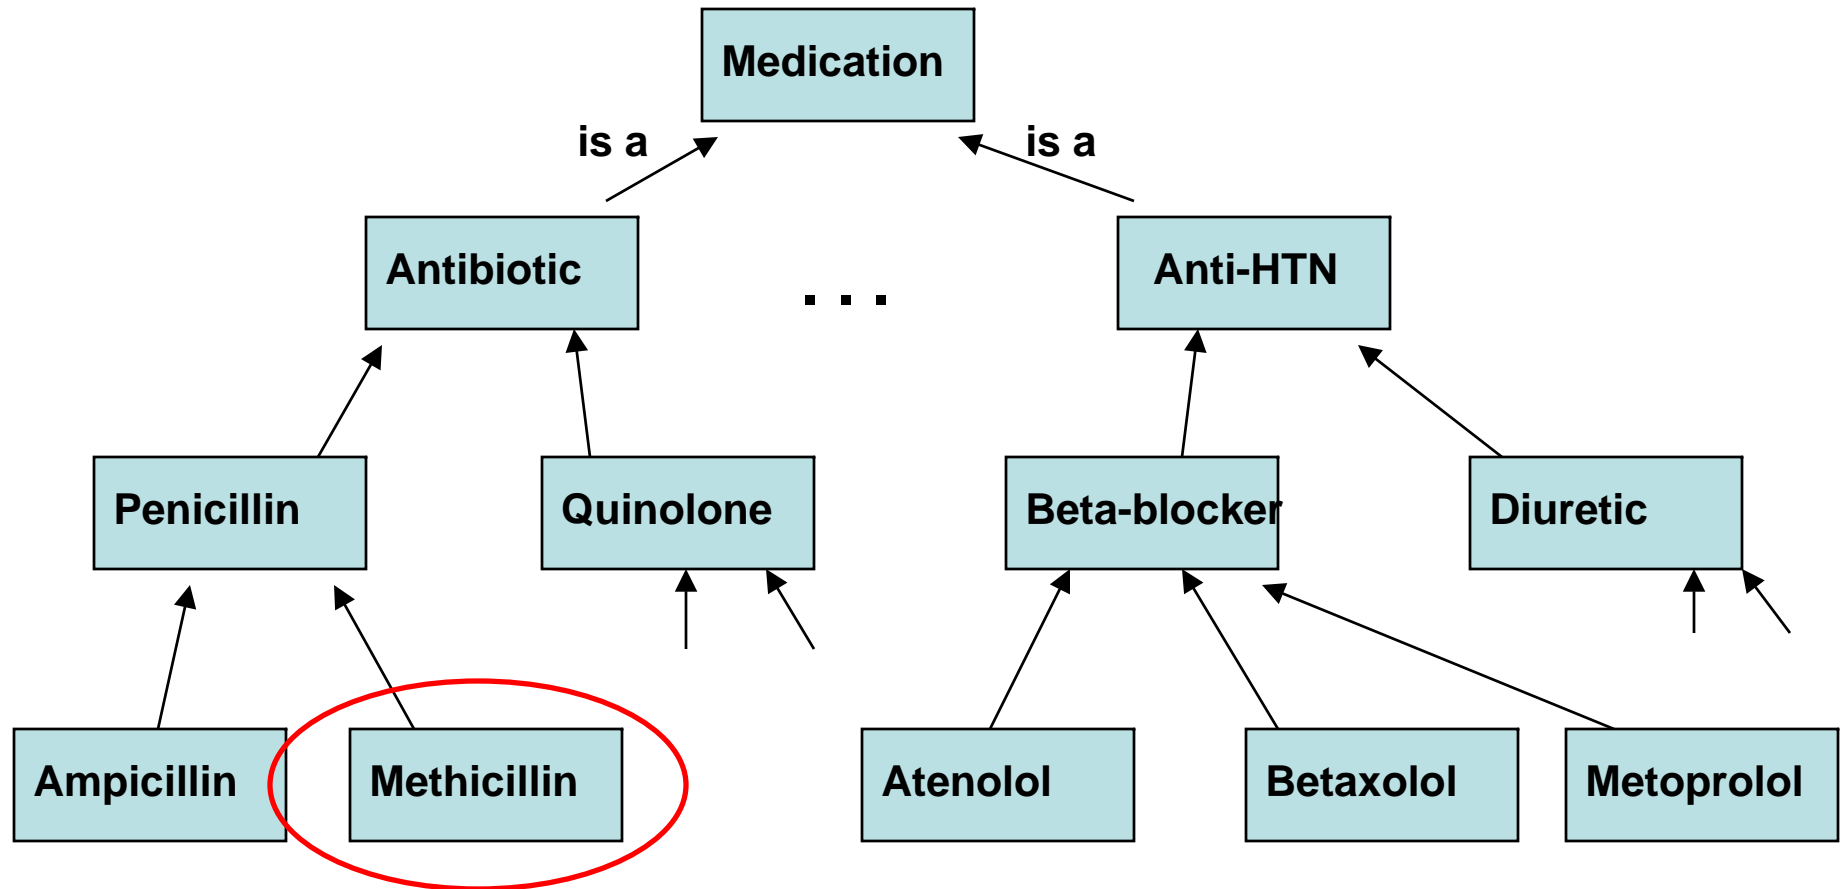 Medication
is a
is a
Antibiotic
. . .
Anti-HTN
Penicillin
Quinolone
Beta-blocker
Diuretic
Ampicillin
Methicillin
Atenolol
Betaxolol
Metoprolol